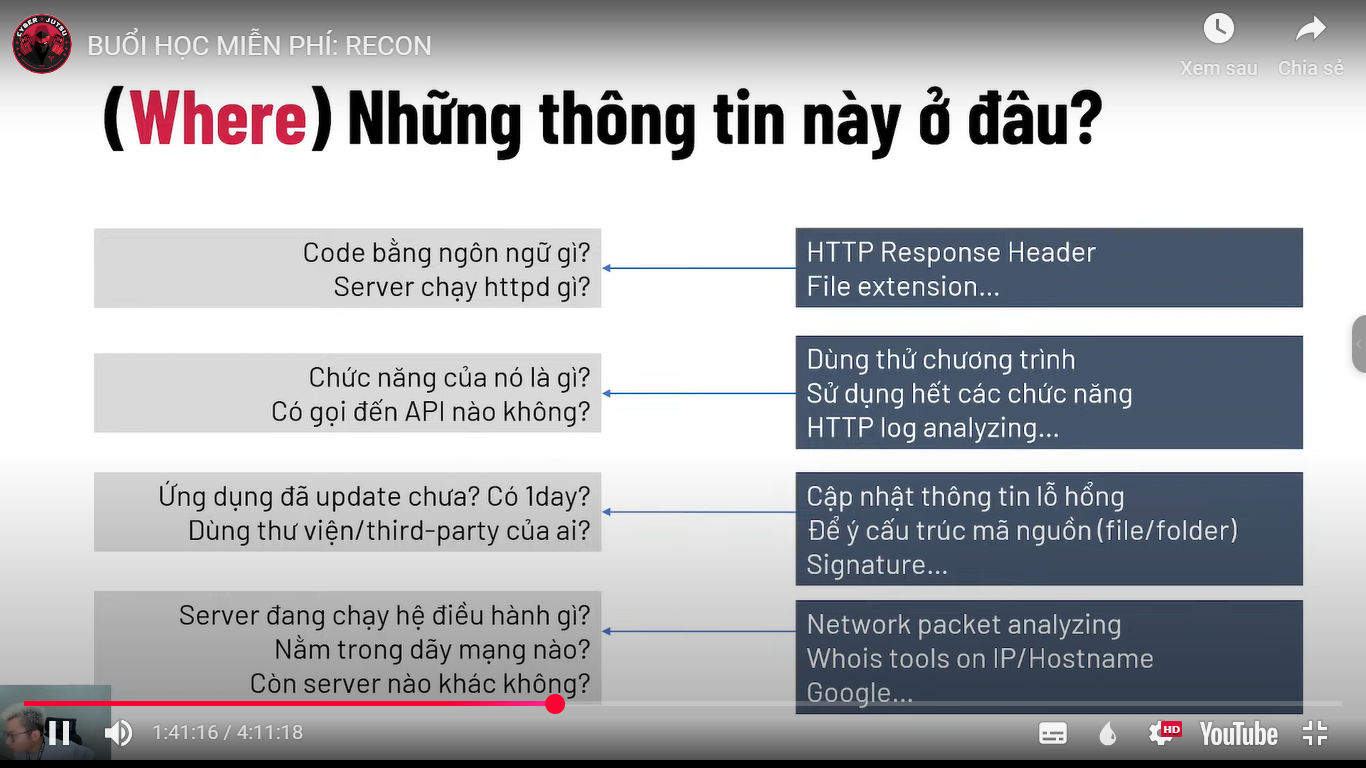 CYBER JUTSU
BUỔI HỌC MIỄN PHÍ: RECON
Xem sau
Chia sẻ
(Where) Những thông tin này ở đâu?
Code bằng ngôn ngữ gì?
Server chạy httpd gì?
HTTP Response Header
File extension...
Chức năng của nó là gì?
Có gọi đến API nào không?
Dùng thử chương trình
Sử dụng hết các chức năng
HTTP log analyzing...
Ứng dụng đã update chưa? Có 1day?
Dùng thư viện/third-party của ai?
Cập nhật thông tin lỗ hổng
Để ý cấu trúc mã nguồn (file/folder)
Signature...
Server đang chạy hệ điều hành gì?
Nằm trong dãy mạng nào?
Còn server nào khác không?
Network packet analyzing
Whois tools on IP/Hostname
Google...
1:41:16 / 4:11:18
HD
YouTube